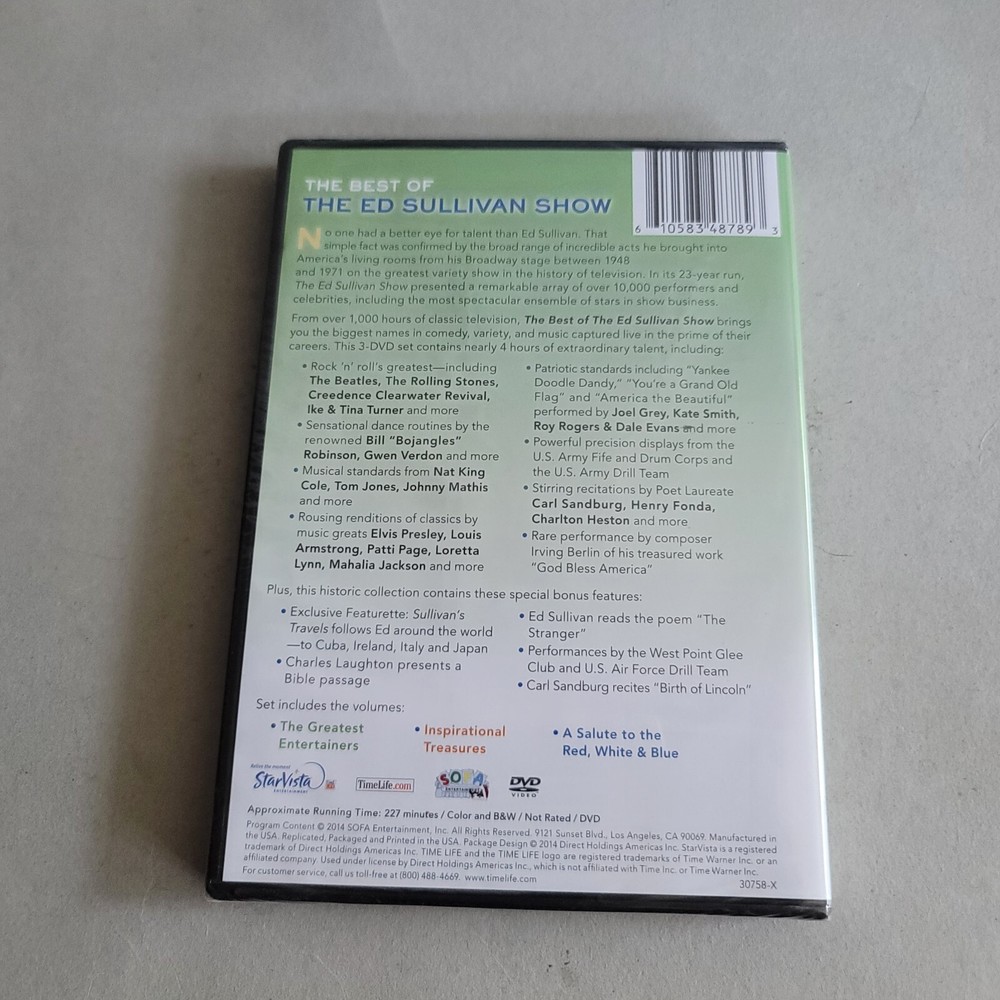 THE BEST OF
THE ED SULLIVAN SHOW
6 10583 48789 3
No one had a better eye for talent than Ed Sullivan. That
simple fact was confirmed by the broad range of incredible acts he brought into
America's living rooms from his Broadway stage between 1948
and 1971 on the greatest variety show in the history of television. In its 23-year run,
The Ed Sullivan Show presented a remarkable array of over 10,000 performers and
celebrities, including the most spectacular ensemble of stars in show business.
From over 1,000 hours of classic television, The Best of The Ed Sullivan Show brings
you the biggest names in comedy, variety, and music captured live in the prime of their
careers. This 3-DVD set contains nearly 4 hours of extraordinary talent, including:
• Rock 'n' roll's greatest—including
The Beatles, The Rolling Stones,
Creedence Clearwater Revival,
Ike & Tina Turner and more
• Sensational dance routines by the
renowned Bill "Bojangles"
Robinson, Gwen Verdon and more
• Musical standards from Nat King
Cole, Tom Jones, Johnny Mathis
and more
• Rousing renditions of classics by
music greats Elvis Presley, Louis
Armstrong, Patti Page, Loretta
Lynn, Mahalia Jackson and more
• Patriotic standards including "Yankee
Doodle Dandy," "You're a Grand Old
Flag" and "America the Beautiful"
performed by Joel Grey, Kate Smith,
Roy Rogers & Dale Evans and more
• Powerful precision displays from the
U.S. Army Fife and Drum Corps and
the U.S. Army Drill Team
• Stirring recitations by Poet Laureate
Carl Sandburg, Henry Fonda,
Charlton Heston and more
• Rare performance by composer
Irving Berlin of his treasured work
"God Bless America"
Plus, this historic collection contains these special bonus features:
• Exclusive Featurette: Sullivan's
Travels follows Ed around the world
—to Cuba, Ireland, Italy and Japan
• Charles Laughton presents a
Bible passage
• Ed Sullivan reads the poem "The
Stranger"
• Performances by the West Point Glee
Club and U.S. Air Force Drill Team
• Carl Sandburg recites "Birth of Lincoln"
Set includes the volumes:
• The Greatest
Entertainers
• Inspirational
Treasures
• A Salute to the
Red, White & Blue
Relive the moment
StarVista
ENTERTAINMENT
TimeLife.com
SOFA
ENTERTAINMENT
DVD
VIDEO
Approximate Running Time: 227 minutes / Color and B&W / Not Rated / DVD
Program Content © 2014 SOFA Entertainment, Inc. All Rights Reserved. 9121 Sunset Blvd., Los Angeles, CA 90069. Manufactured in
the USA. Replicated, Packaged and Printed in the USA. Package Design © 2014 Direct Holdings Americas Inc. StarVista is a registered
trademark of Direct Holdings Americas Inc. TIME LIFE and the TIME LIFE logo are registered trademarks of Time Warner Inc. or an
affiliated company. Used under license by Direct Holdings Americas Inc., which is not affiliated with Time Inc. or Time Warner Inc.
For customer service, call us toll-free at (800) 488-4669. www.timelife.com
30758-X